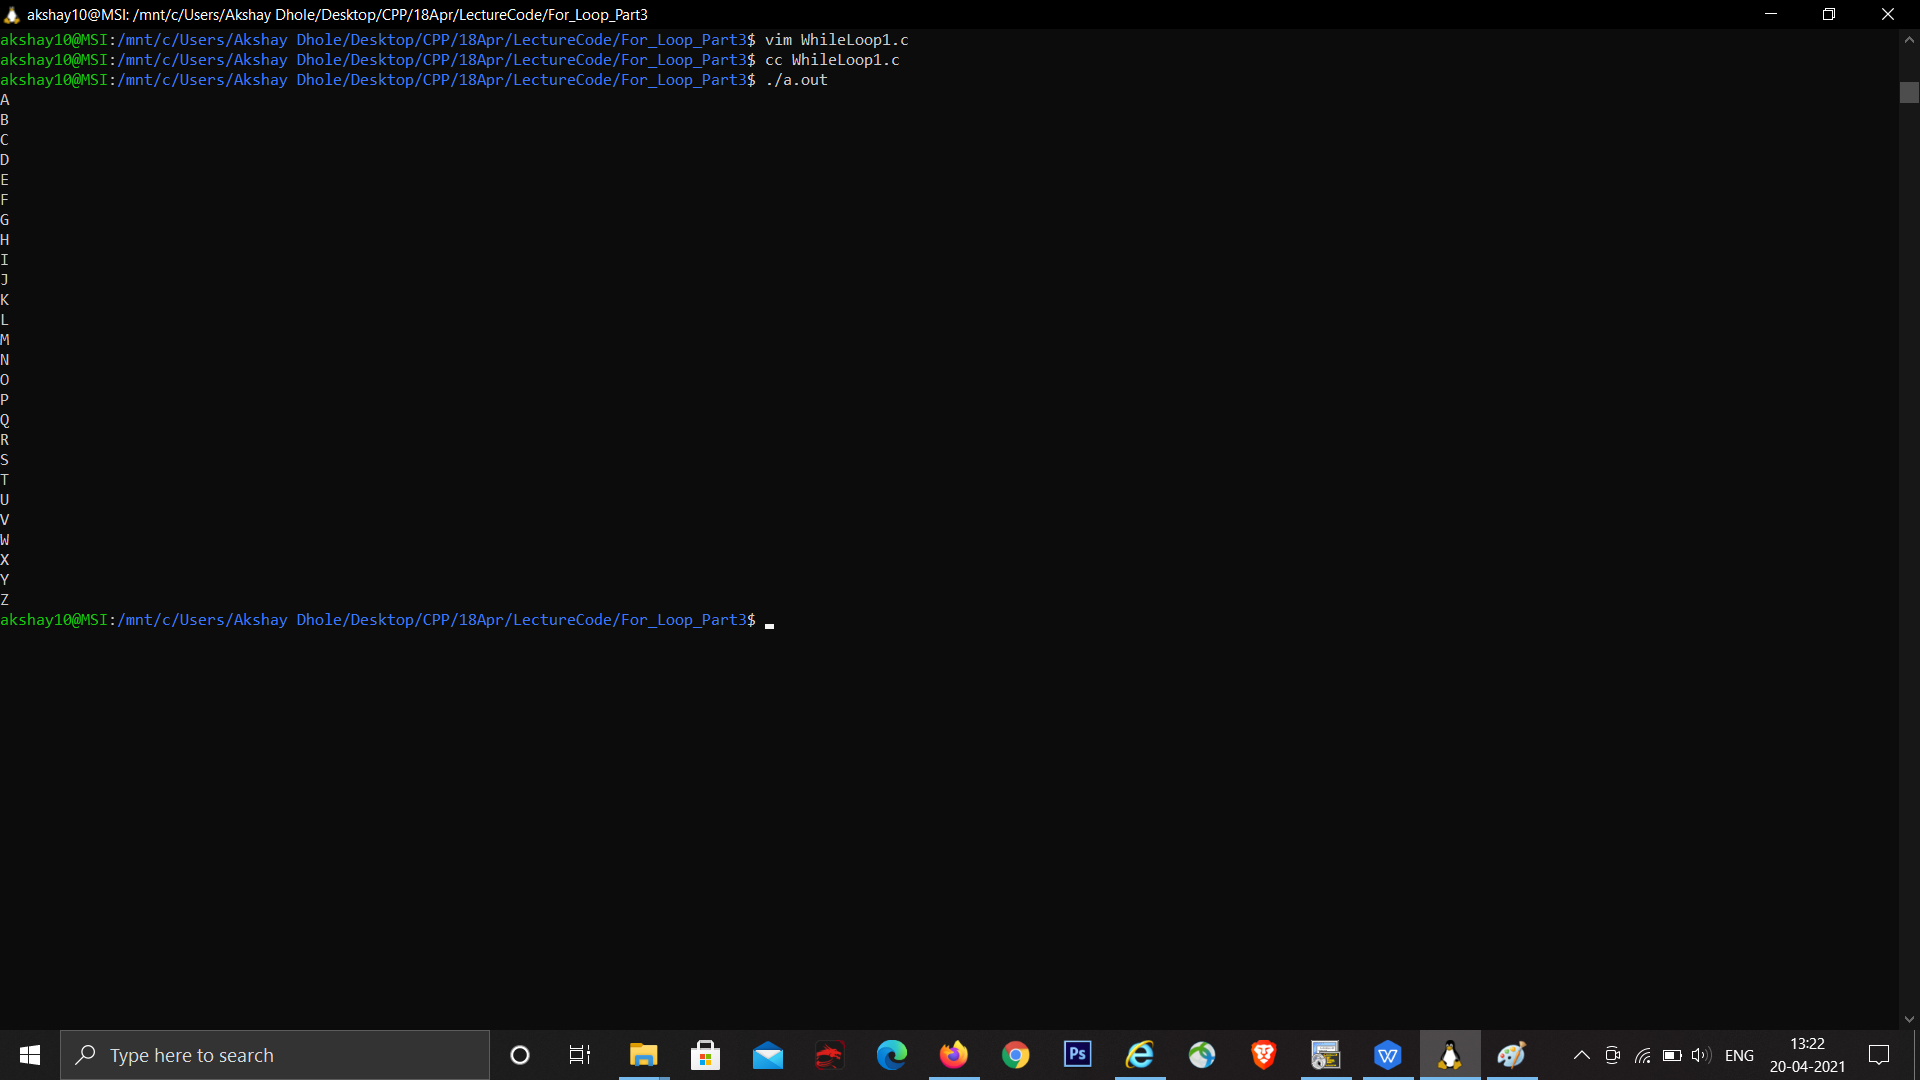 akshay10@MSI: /mnt/c/Users/Akshay Dhole/Desktop/CPP/18Apr/LectureCode/For_Loop_Part3
akshay10@MSI:/mnt/c/Users/Akshay Dhole/Desktop/CPP/18Apr/LectureCode/For_Loop_Part3$ vim WhileLoop1.c
akshay10@MSI:/mnt/c/Users/Akshay Dhole/Desktop/CPP/18Apr/LectureCode/For_Loop_Part3$ cc WhileLoop1.c
akshay10@MSI:/mnt/c/Users/Akshay Dhole/Desktop/CPP/18Apr/LectureCode/For_Loop_Part3$ ./a.out
A
B
C
D
E
F
G
H
I
J
K
L
M
N
O
P
Q
R
S
T
U
V
W
X
Y
Z
akshay10@MSI:/mnt/c/Users/Akshay Dhole/Desktop/CPP/18Apr/LectureCode/For_Loop_Part3$
Type here to search
Ps
W
ENG
13:22
20-04-2021